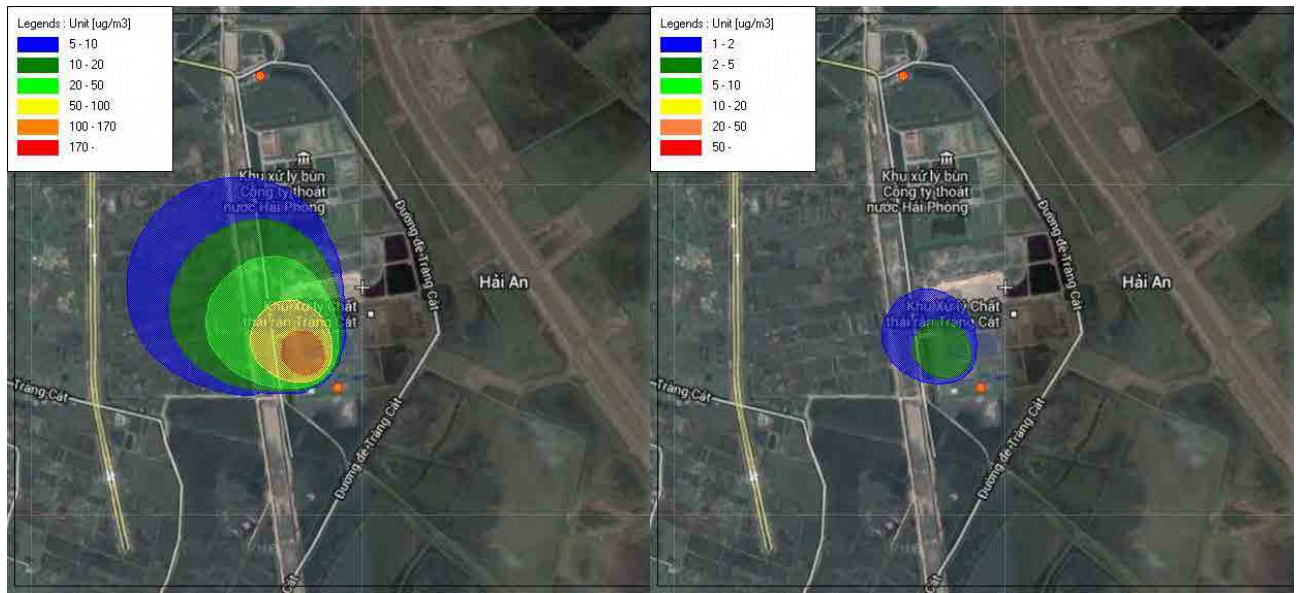 Legends : Unit [ug/m3]
5 - 10
10 - 20
20 - 50
50 - 100
100 - 170
170 -
Khu xử lý bùn
Công ty thoát
nước Hải Phòng
Đường đê Tràng Cát
Hải An
Khu Xử lý Chất
thải rắn Tràng Cát
Tràng Cát
Đường đê Tràng Cát
Cát
Legends : Unit [ug/m3]
1 - 2
2 - 5
5 - 10
10 - 20
20 - 50
50 -
Khu xử lý bùn
Công ty thoát
nước Hải Phòng
Đường đê Tràng Cát
Hải An
Khu Xử lý Chất
thải rắn Tràng Cát
Tràng Cát
Đường đê Tràng Cát
Cát